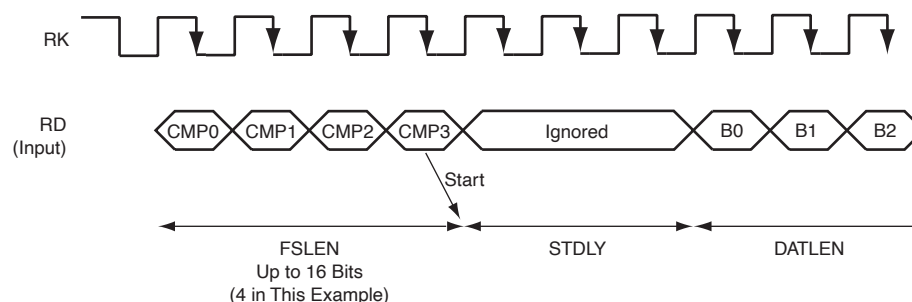 RK
RD
(Input)
CMP0 CMP1 CMP2 CMP3 Ignored B0 B1 B2
Start
FSLEN STDLY DATLEN
Up to 16 Bits
(4 in This Example)